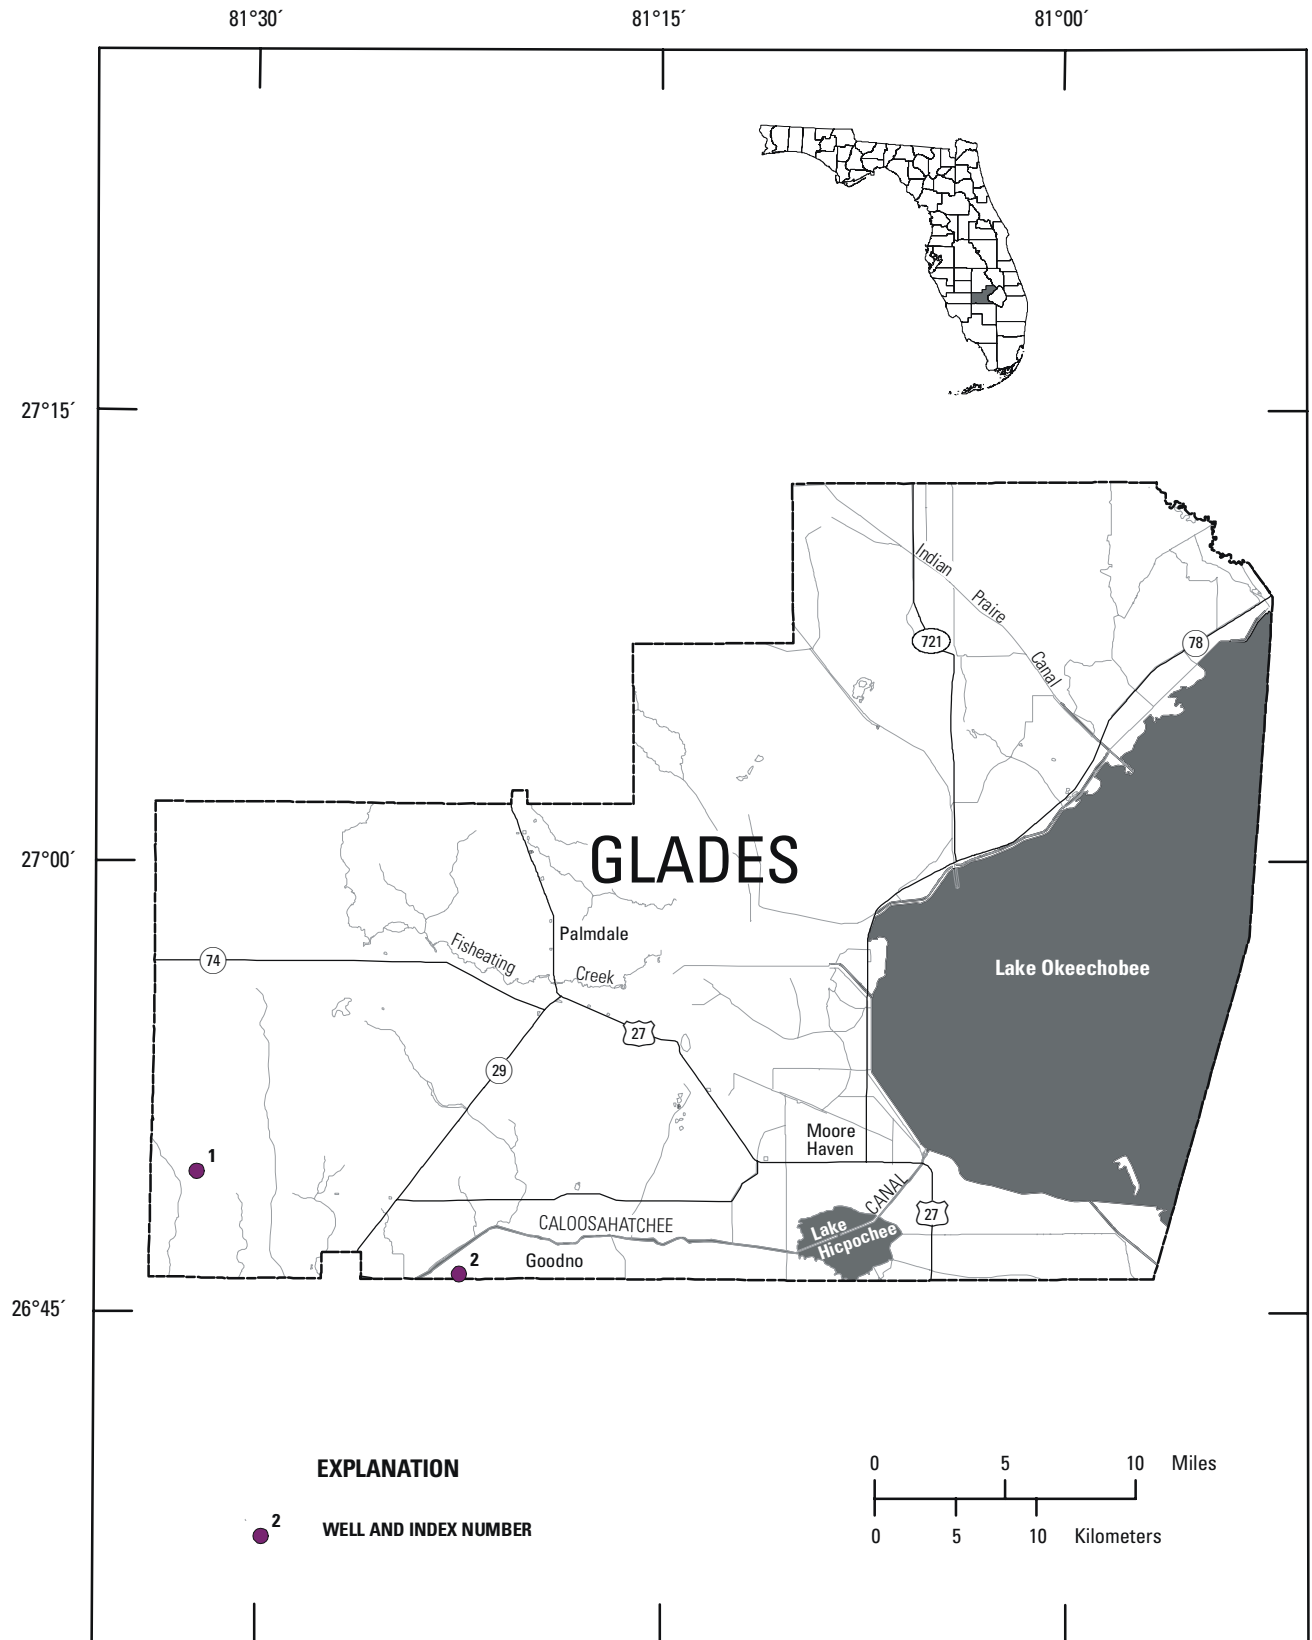 81°30´
81°15´
81°00´
27°15´
Indian
Praire
Canal
721
78
27°00´
GLADES
Palmdale
Fisheating
Creek
74
Lake Okeechobee
27
29
Moore
Haven
1
CANAL
27
CALOOSAHATCHEE
Lake
Hicpochee
2
Goodno
26°45´
EXPLANATION
2
WELL AND INDEX NUMBER
0 5 10 Miles
0 5 10 Kilometers